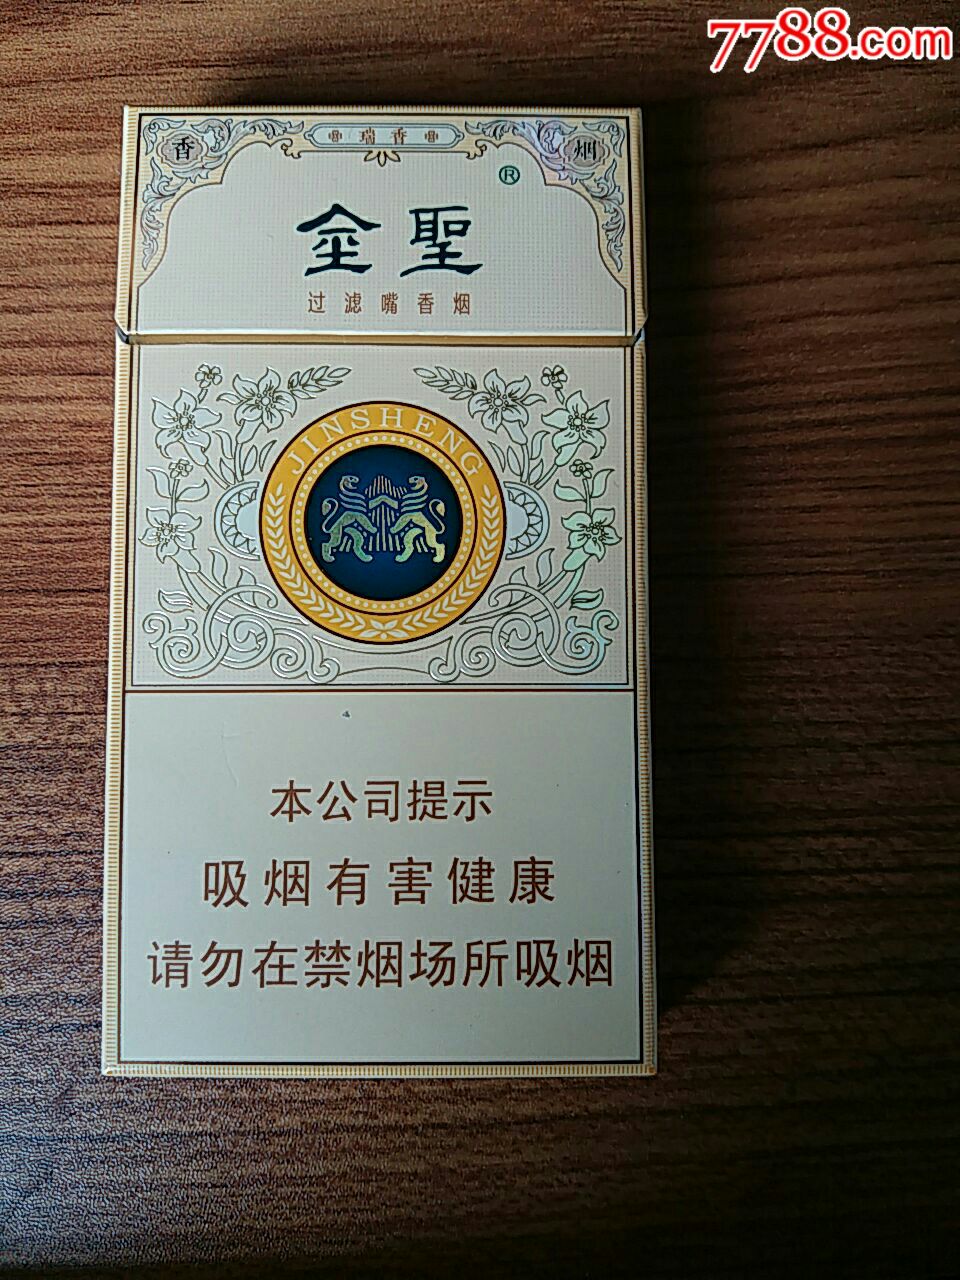 7788.com
香 瑞香 烟
®
金聖
过滤嘴香烟
JINSHENG
本公司提示
吸烟有害健康
请勿在禁烟场所吸烟